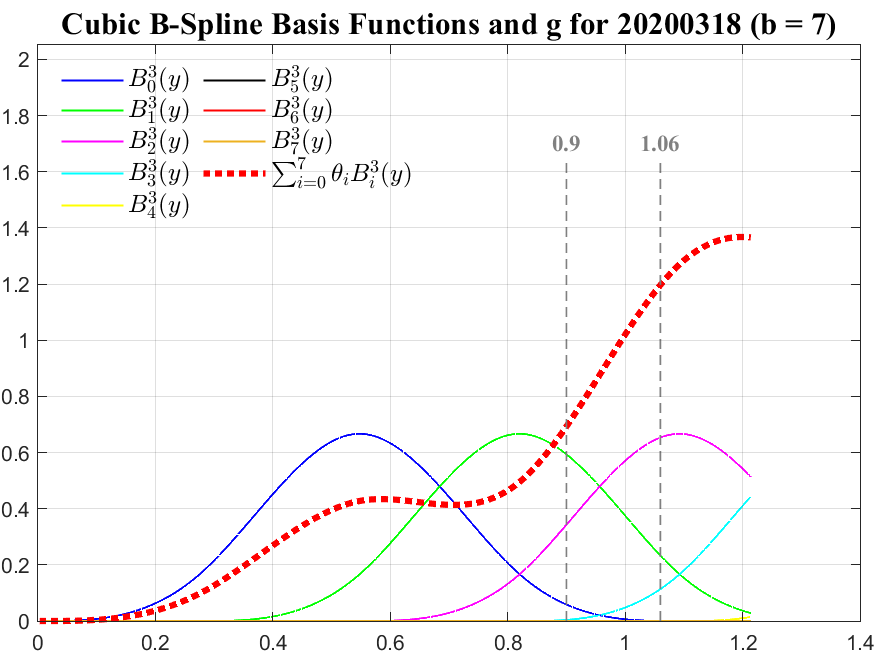 Cubic B-Spline Basis Functions and g for 20200318 (b = 7)
2
1.8
1.6
1.4
1.2
1
0.8
0.6
0.4
0.2
0
B_0^3(y)
B_1^3(y)
B_2^3(y)
B_3^3(y)
B_4^3(y)
B_5^3(y)
B_6^3(y)
B_7^3(y)
∑_{i=0}^7 θ_i B_i^3(y)
0.9
1.06
0 0.2 0.4 0.6 0.8 1 1.2 1.4